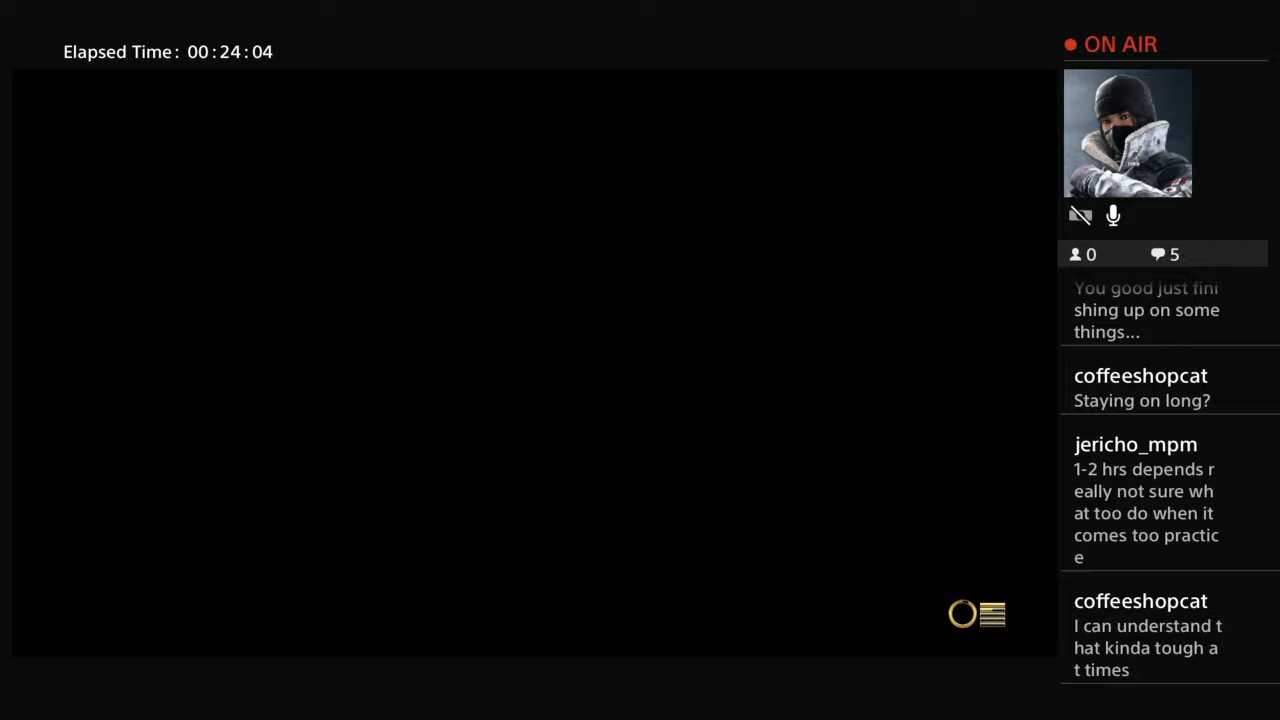 Elapsed Time: 00:24:04
ON AIR
0
5
You good just fini
shing up on some
things...
coffeeshopcat
Staying on long?
jericho_mpm
1-2 hrs depends r
eally not sure wh
at too do when it
comes too practic
e
coffeeshopcat
I can understand t
hat kinda tough a
t times